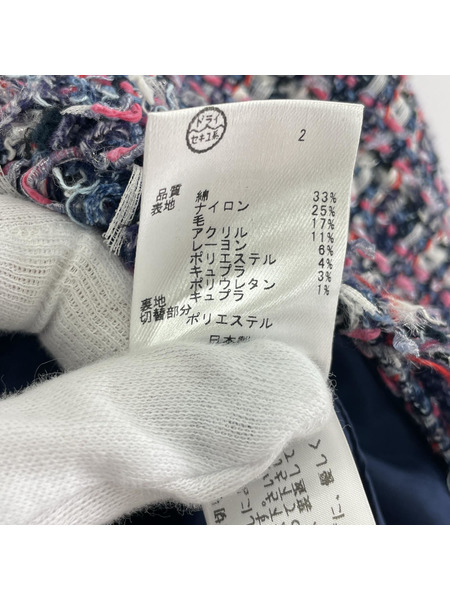 ドライ
セキユ系
2
品質
表地 綿 33%
ナイロン 25%
毛 17%
アクリル 11%
レーヨン 6%
ポリエステル 4%
キュプラ 3%
ポリウレタン 1%
裏地 キュプラ
切替部分 ポリエステル
日本製